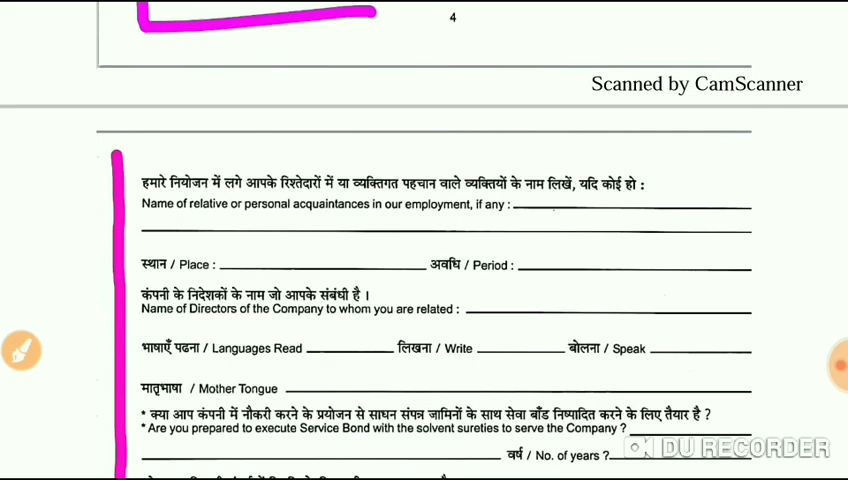 4
Scanned by CamScanner
हमारे नियोजन में लगे आपके रिश्तेदारों में या व्यक्तिगत पहचान वाले व्यक्तियों के नाम लिखें, यदि कोई हो :
Name of relative or personal acquaintances in our employment, if any :
स्थान / Place : अवधि / Period :
कंपनी के निदेशकों के नाम जो आपके संबंधी है ।
Name of Directors of the Company to whom you are related :
भाषाएँ पढना / Languages Read लिखना / Write बोलना / Speak
मातृभाषा / Mother Tongue
* क्या आप कंपनी में नौकरी करने के प्रयोजन से साघन संपन्न जामिनों के साथ सेवा बाँड निष्पादित करने के लिए तैयार है ?
* Are you prepared to execute Service Bond with the solvent sureties to serve the Company ?
DU RECORDER
वर्ष / No. of years ?